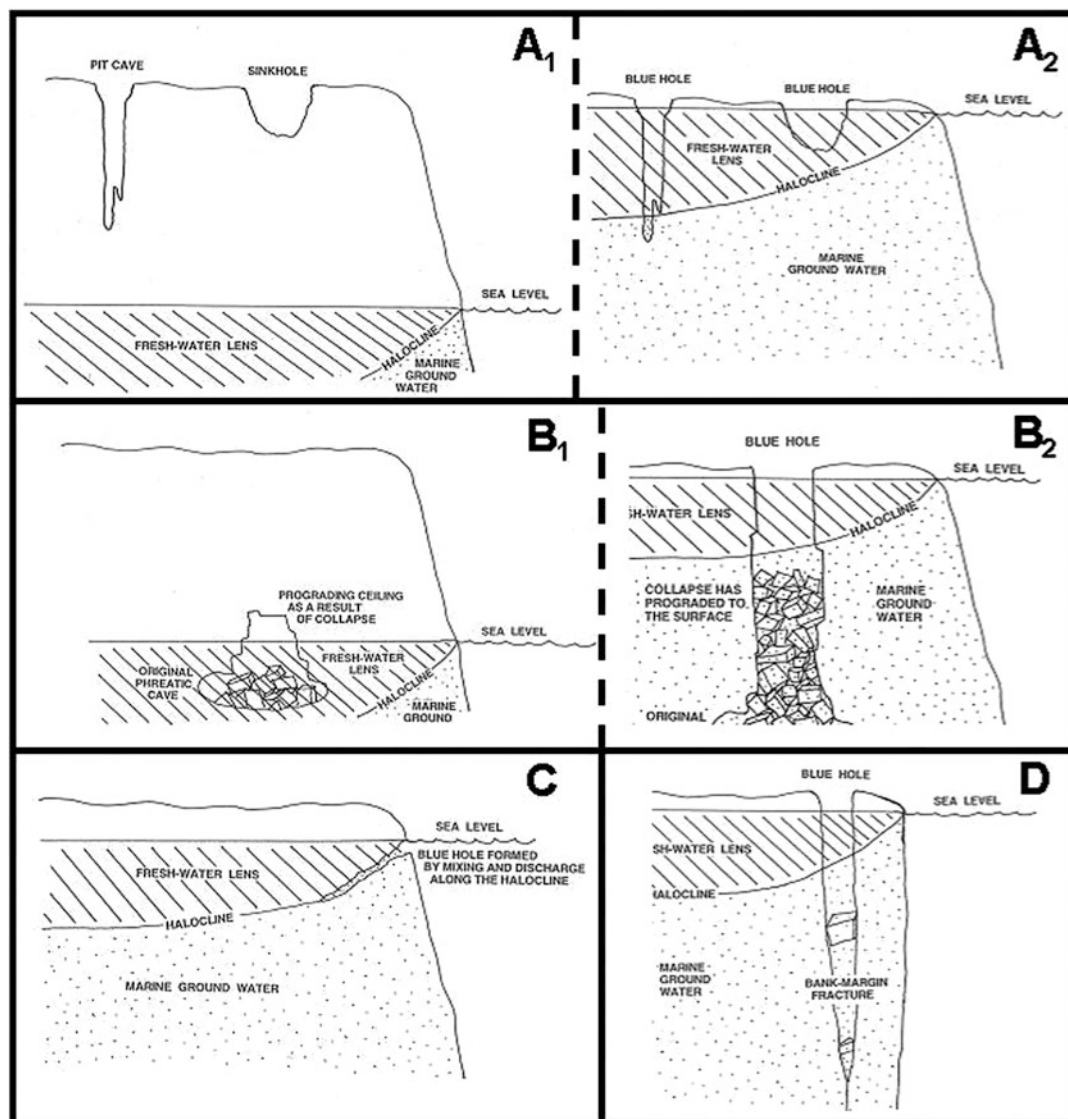 A1
PIT CAVE
SINKHOLE
SEA LEVEL
FRESH-WATER LENS
HALOCLINE
MARINE
GROUND
WATER
A2
BLUE HOLE
BLUE HOLE
SEA LEVEL
FRESH-WATER
LENS
HALOCLINE
MARINE
GROUND WATER
B1
PROGRADING CEILING
AS A RESULT
OF COLLAPSE
SEA LEVEL
ORIGINAL
PHREATIC
CAVE
FRESH-WATER
LENS
HALOCLINE
MARINE
GROUND
B2
BLUE HOLE
SEA LEVEL
SH-WATER LENS
HALOCLINE
COLLAPSE HAS
PROGRADED TO
THE SURFACE
MARINE
GROUND
WATER
ORIGINAL
C
SEA LEVEL
BLUE HOLE FORMED
BY MIXING AND DISCHARGE
ALONG THE HALOCLINE
FRESH-WATER LENS
HALOCLINE
MARINE GROUND WATER
D
BLUE HOLE
SEA LEVEL
SH-WATER LENS
HALOCLINE
MARINE
GROUND
WATER
BANK-MARGIN
FRACTURE